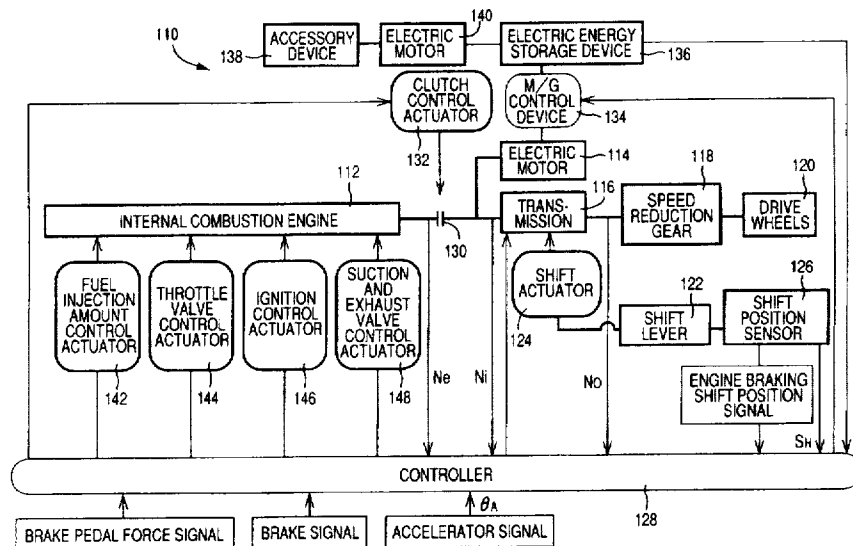 110
ACCESSORY DEVICE
138
ELECTRIC MOTOR
140
ELECTRIC ENERGY
STORAGE DEVICE
136
CLUTCH
CONTROL
ACTUATOR
132
M/G
CONTROL
DEVICE
134
ELECTRIC
MOTOR
114
112
INTERNAL COMBUSTION ENGINE
130
TRANS-
MISSION
116
118
SPEED
REDUCTION
GEAR
120
DRIVE
WHEELS
FUEL
INJECTION
AMOUNT
CONTROL
ACTUATOR
142
THROTTLE
VALVE
CONTROL
ACTUATOR
144
IGNITION
CONTROL
ACTUATOR
146
SUCTION AND
EXHAUST
VALVE
CONTROL
ACTUATOR
148
SHIFT
ACTUATOR
124
122
SHIFT
LEVER
126
SHIFT
POSITION
SENSOR
Ne
Ni
No
ENGINE BRAKING
SHIFT POSITION
SIGNAL
SH
CONTROLLER
128
BRAKE PEDAL FORCE SIGNAL
BRAKE SIGNAL
θA
ACCELERATOR SIGNAL